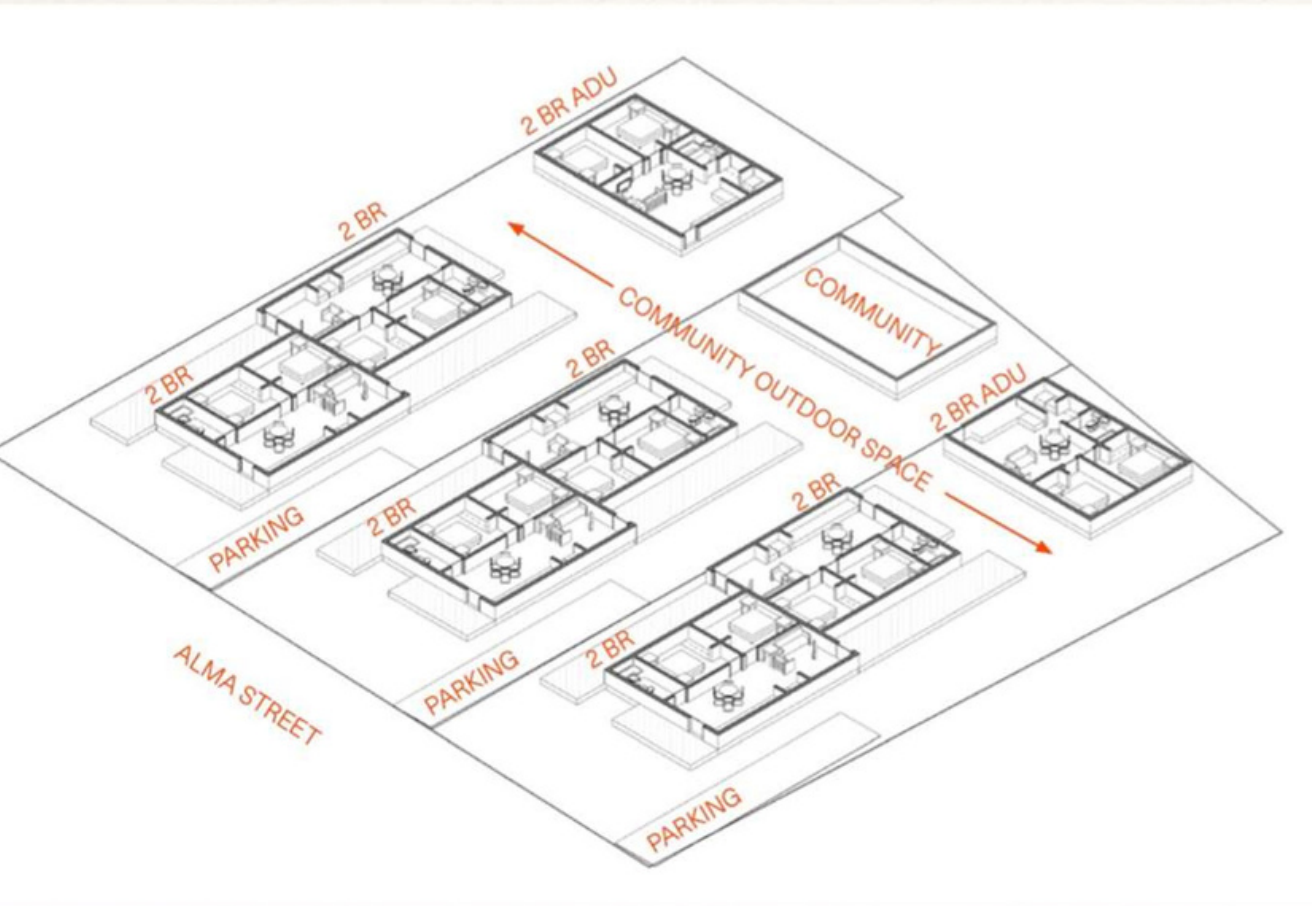 2 BR ADU
2 BR
COMMUNITY
COMMUNITY OUTDOOR SPACE
2 BR
2 BR
2 BR ADU
2 BR
2 BR
PARKING
2 BR
PARKING
ALMA STREET
PARKING